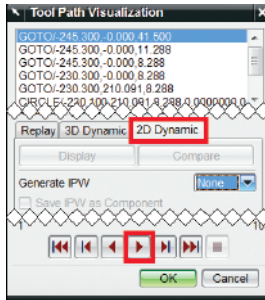 Tool Path Visualization
GOTO/-245.300,-0.000,41.500
GOTO/-245.300,-0.000,11.288
GOTO/-245.300,-0.000,8.288
GOTO/-230.300,-0.000,8.288
GOTO/-230.300,210.091,8.288
Replay 3D Dynamic 2D Dynamic
Display Compare
Generate IPW None
Save IPW as Component
OK Cancel